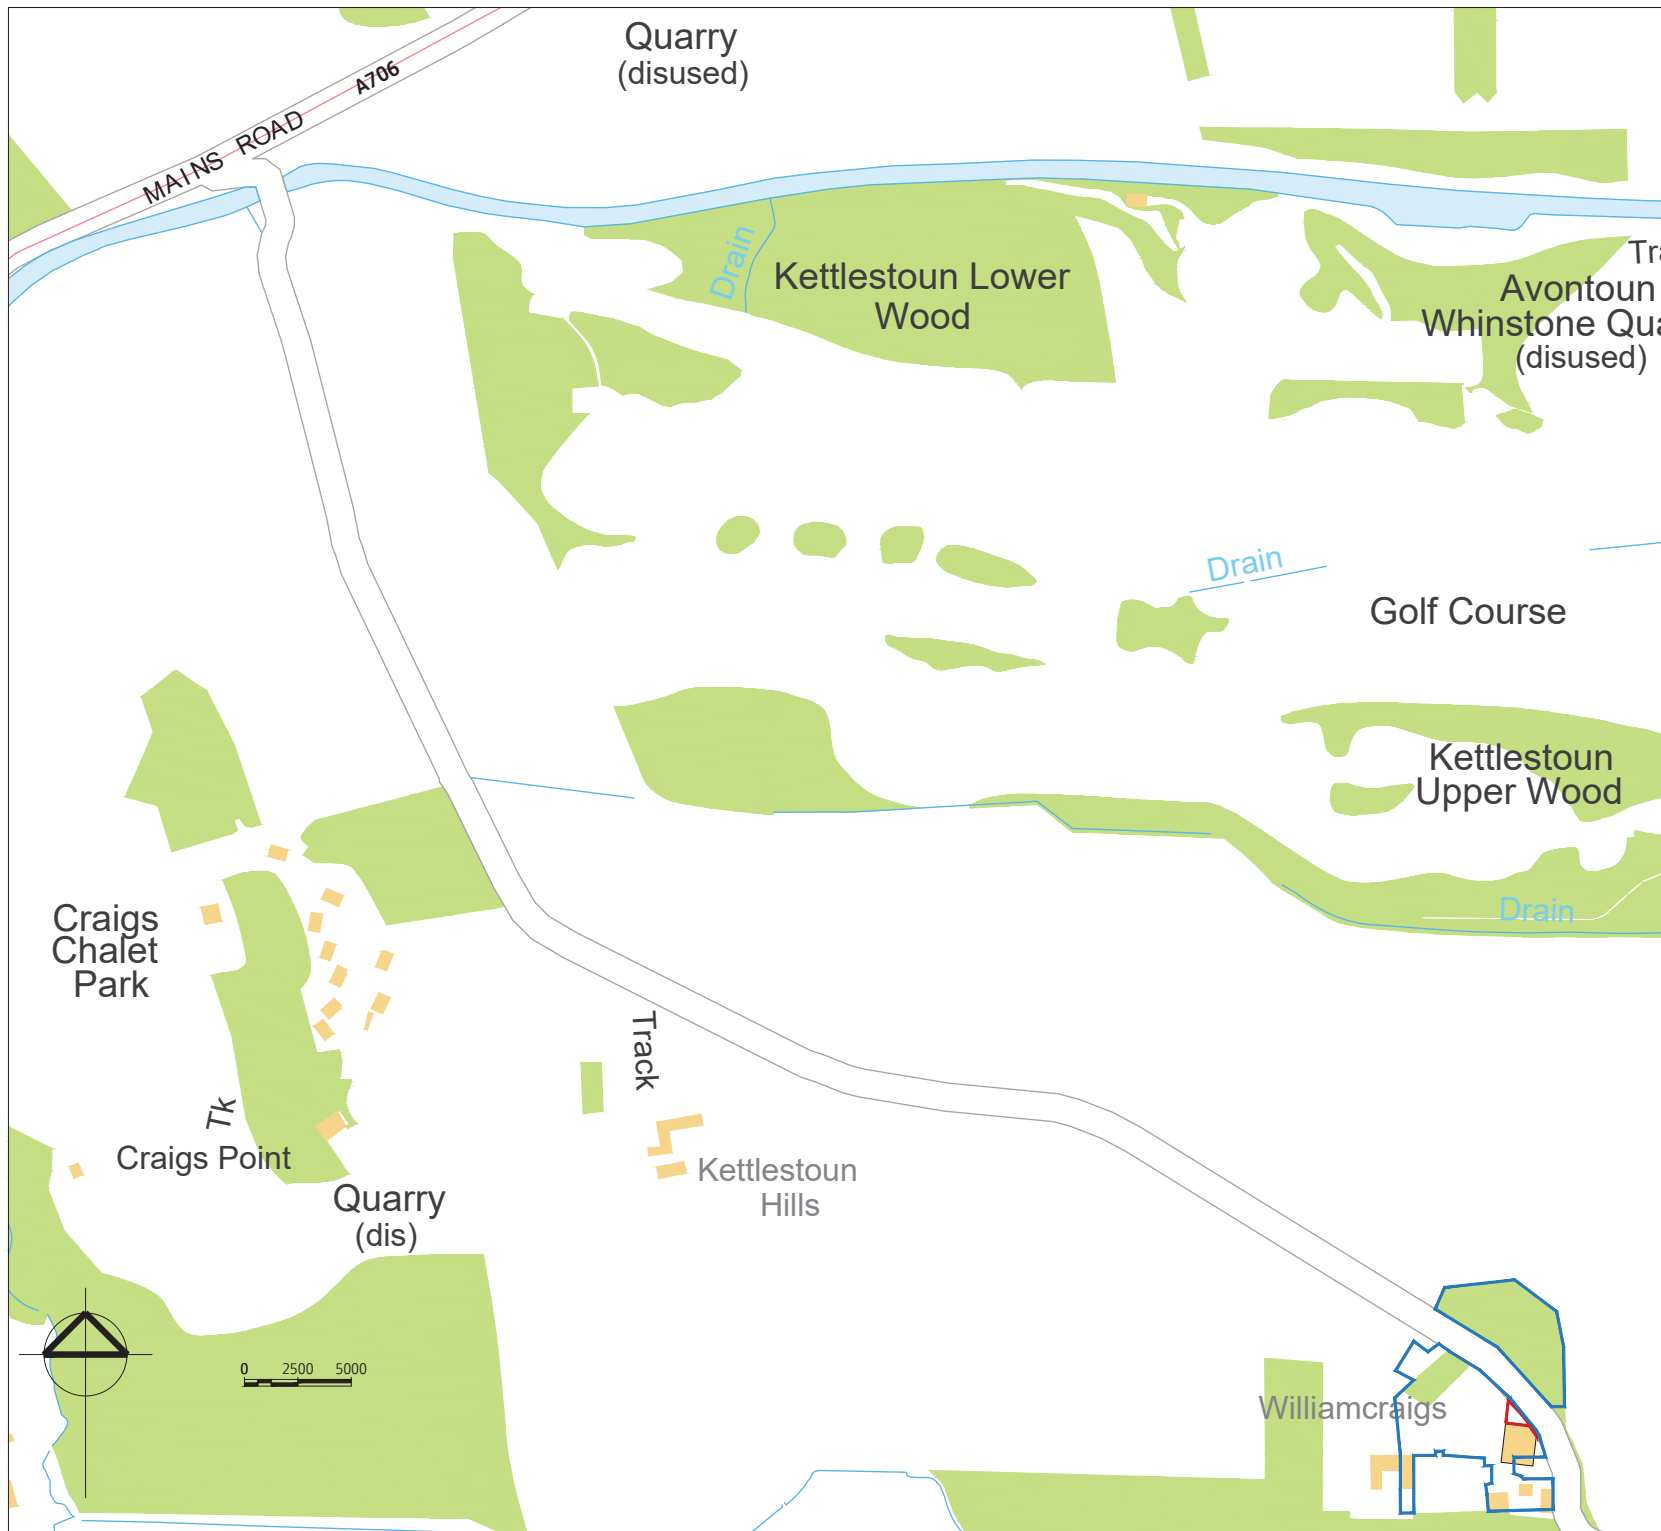 Quarry
(disused)
A706
MAINS ROAD
Drain
Kettlestoun Lower
Wood
Avontoun
Whinstone
(disused)
Drain
Golf Course
Kettlestoun
Upper Wood
Drain
Craigs
Chalet
Park
Track
Tk
Craigs Point
Kettlestoun
Hills
Quarry
(dis)
0 2500 5000
Williamcraigs